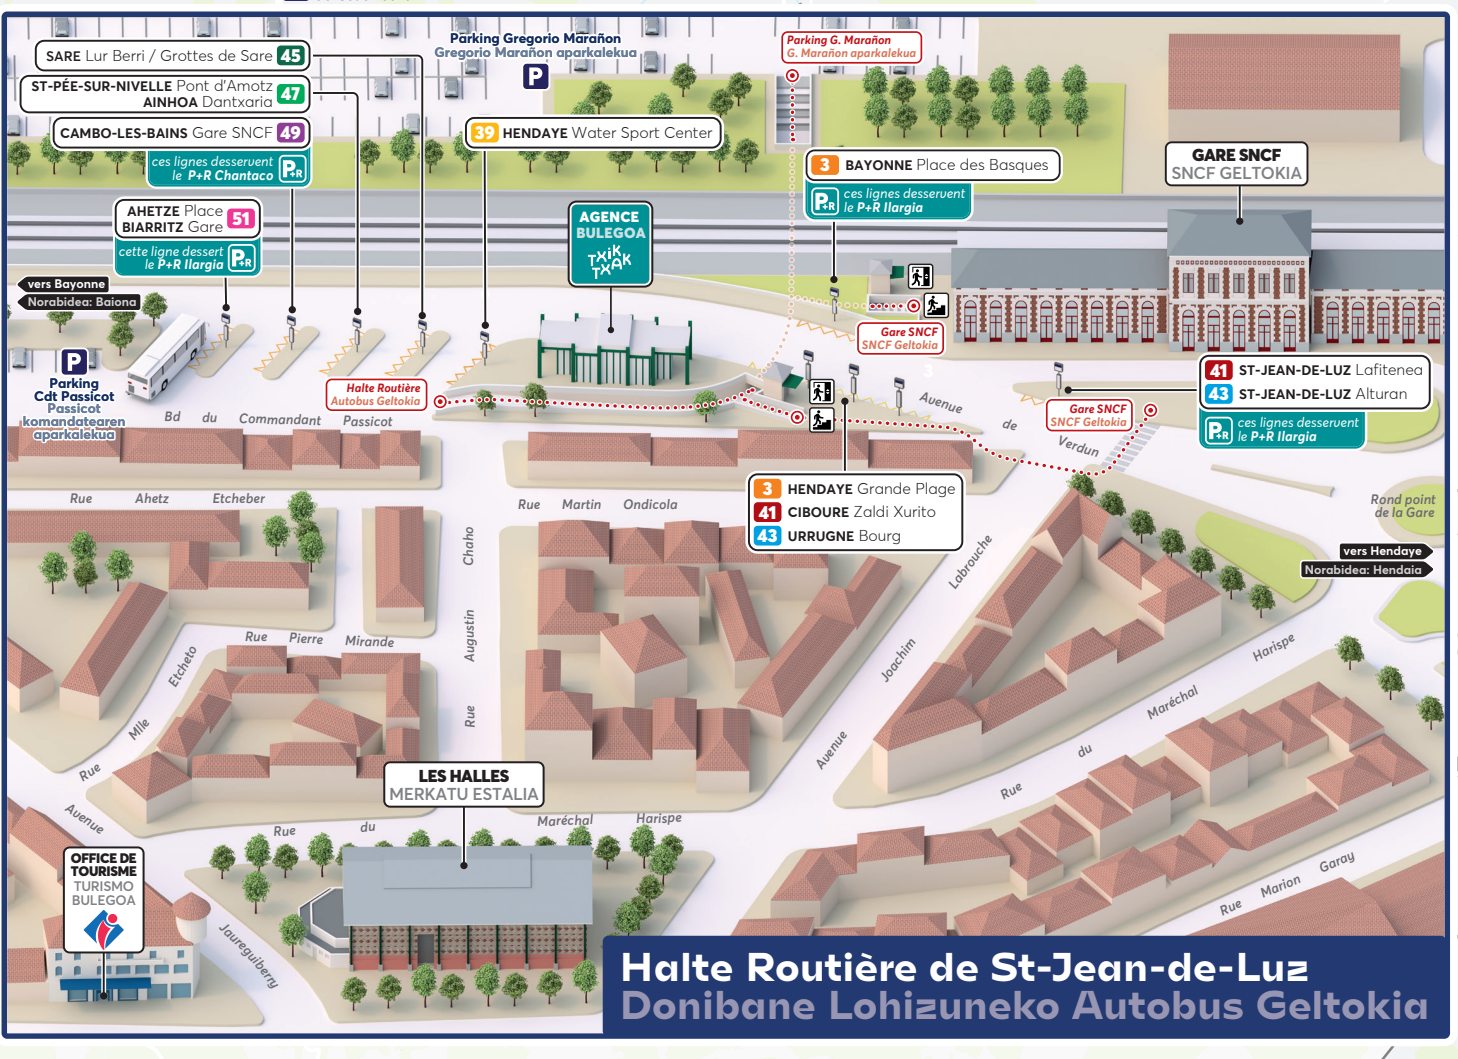 SARE Lur Berri / Grottes de Sare 45
ST-PÉE-SUR-NIVELLE Pont d'Amotz
AINHOA Dantxaria
47
CAMBO-LES-BAINS Gare SNCF 49
ces lignes desservent
le P+R Chantaco
P+R
AHETZE Place
BIARRITZ Gare
51
cette ligne dessert
le P+R Ilargia
P+R
vers Bayonne
Norabidea: Baiona
Parking Gregorio Marañon
Gregorio Marañon aparkalekua
P
39 HENDAYE Water Sport Center
Parking G. Marañon
G. Marañon aparkalekua
3 BAYONNE Place des Basques
P+R
ces lignes desservent
le P+R Ilargia
GARE SNCF
SNCF GELTOKIA
AGENCE
BULEGOA
TXIK
TXAK
Gare SNCF
SNCF Geltokia
3
P
Parking
Cdt Passicot
Passicot
komandatearen
aparkalekua
Halte Routière
Autobus Geltokia
Bd du Commandant Passicot
Avenue de Verdun
Gare SNCF
SNCF Geltokia
41 ST-JEAN-DE-LUZ Lafitenea
43 ST-JEAN-DE-LUZ Alturan
P+R
ces lignes desservent
le P+R Ilargia
3 HENDAYE Grande Plage
41 CIBOURE Zaldi Xurito
43 URRUGNE Bourg
Rue Ahetz Etcheber
Rue Martin Ondicola
Rond point
de la Gare
vers Hendaye
Norabidea: Hendaia
Rue Augustin Chaho
Avenue Joachim Labrouche
Rue Pierre Mirande
Rue Mlle Etcheto
Rue du Maréchal Harispe
LES HALLES
MERKATU ESTALIA
Rue du Maréchal Harispe
Avenue Jaureguiberry
OFFICE DE
TOURISME
TURISMO
BULEGOA
Rue Marion Garay
Halte Routière de St-Jean-de-Luz
Donibane Lohizuneko Autobus Geltokia